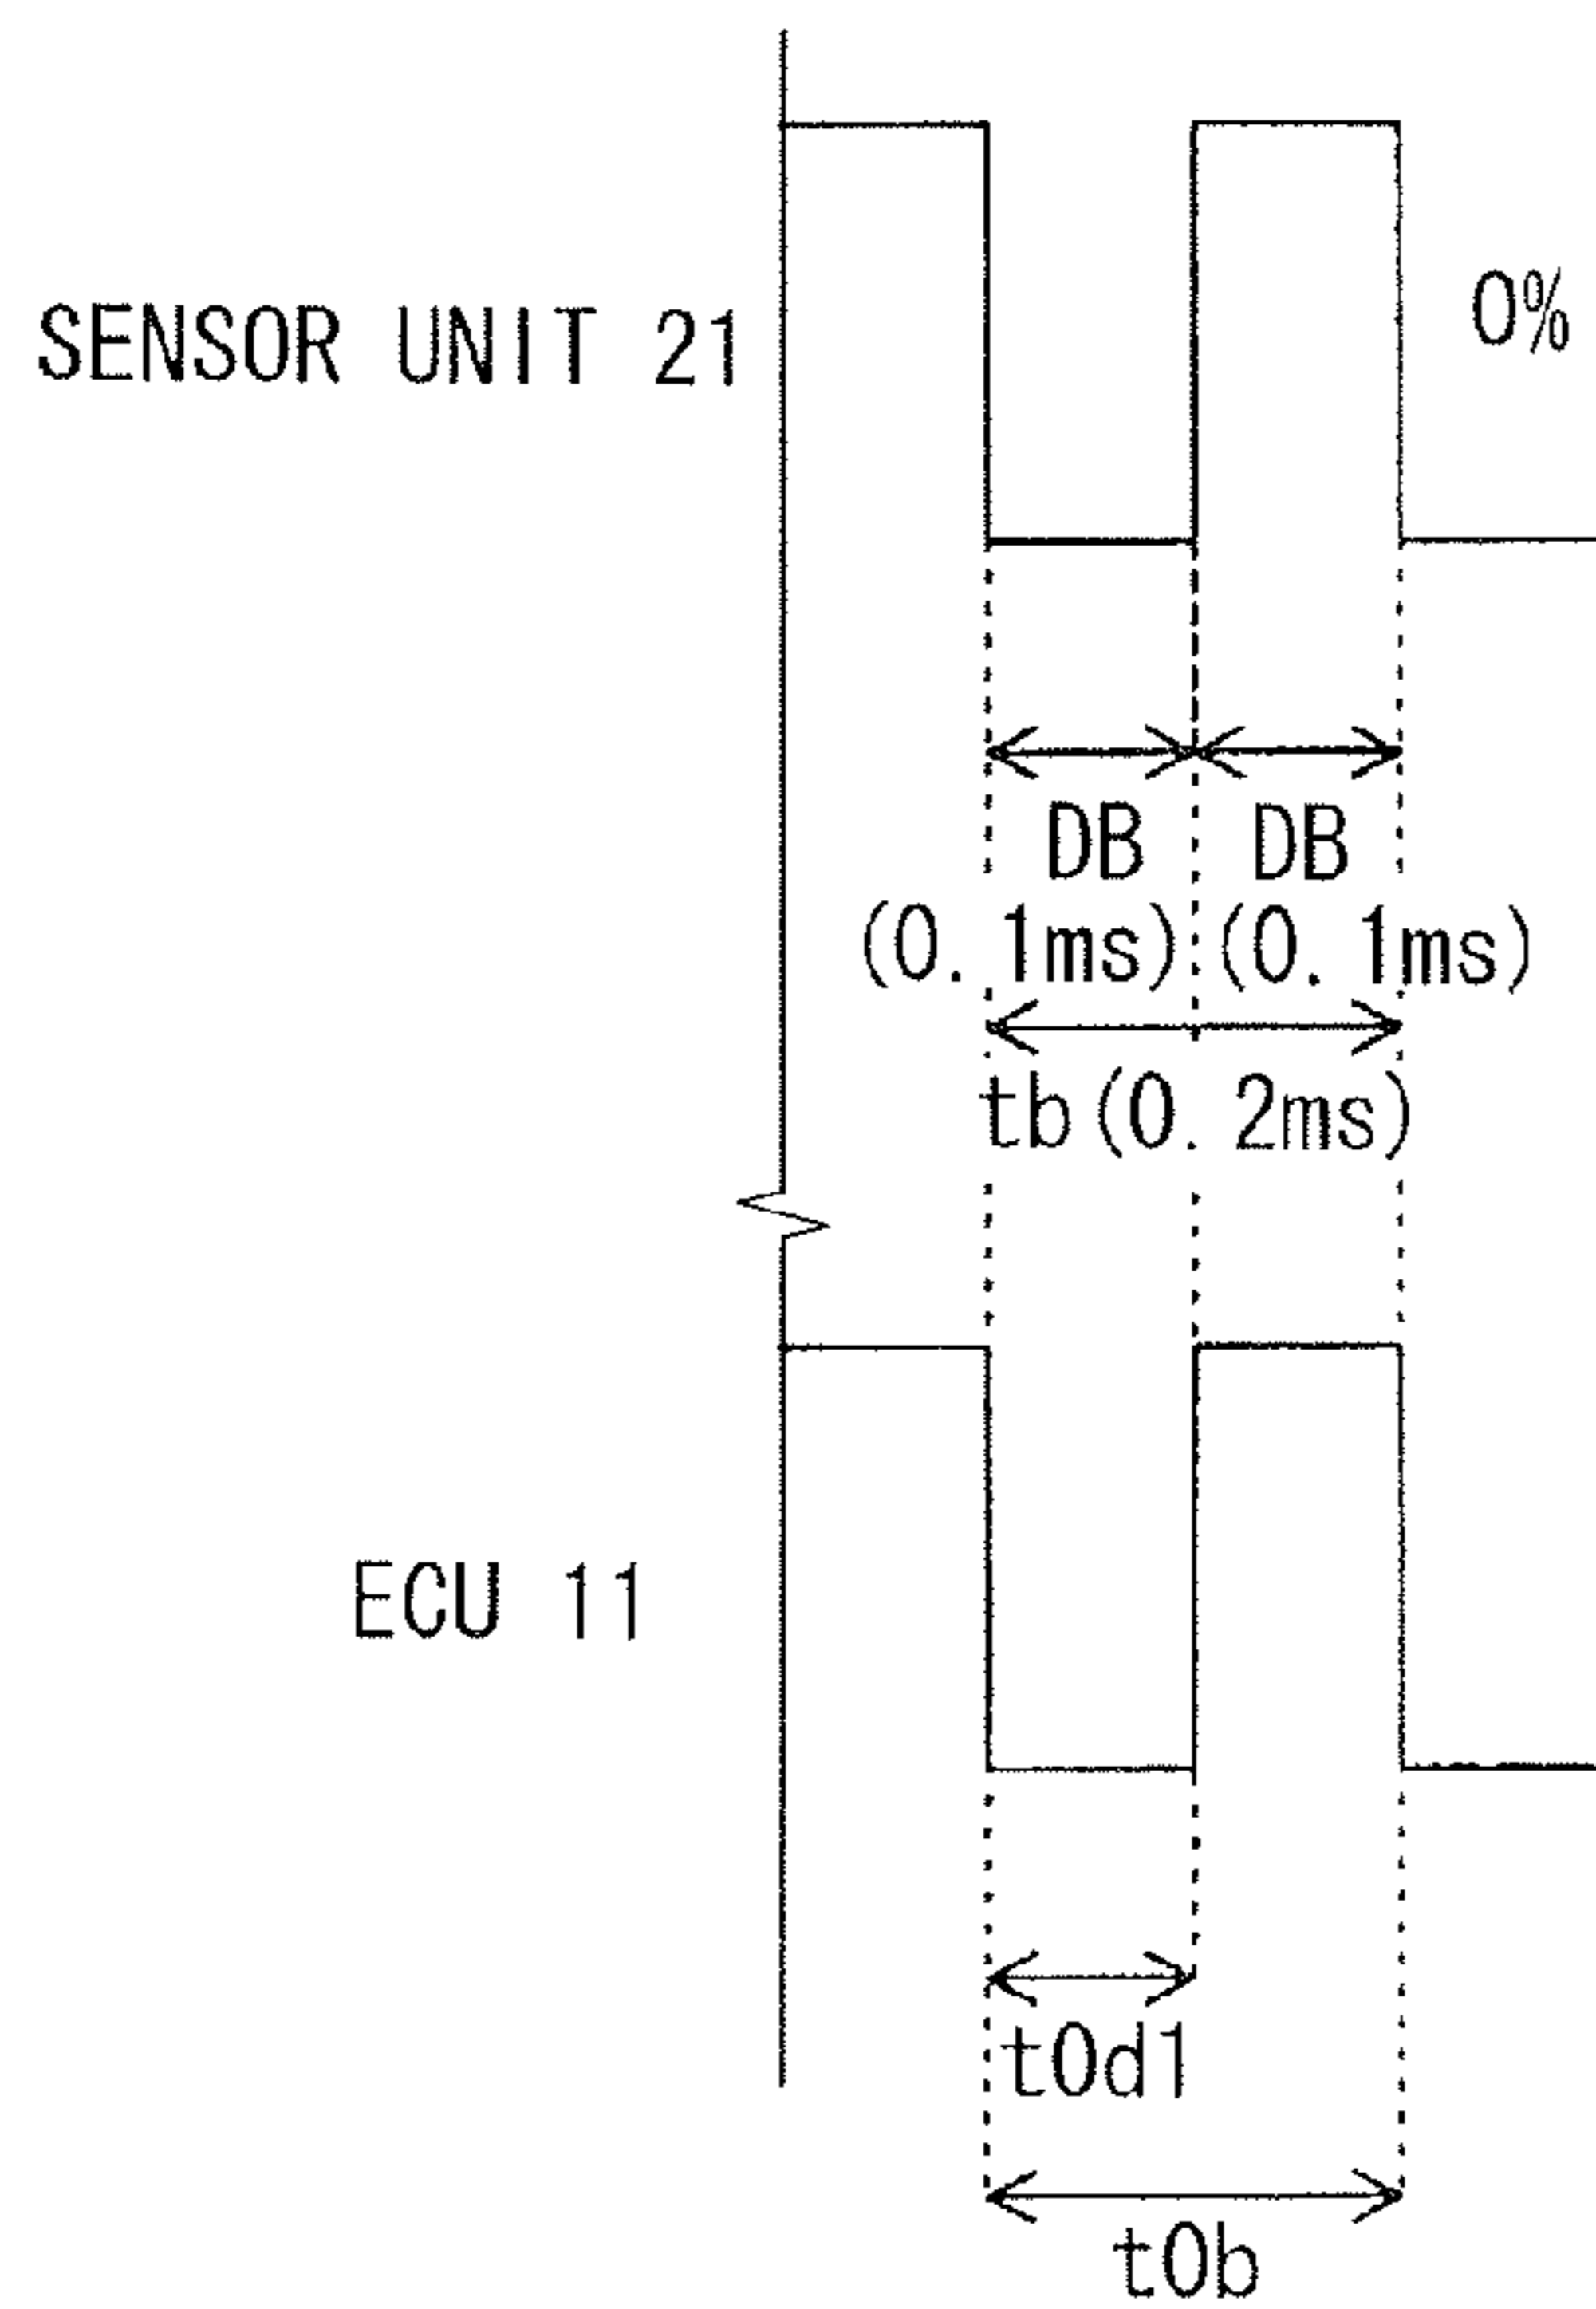 0%
SENSOR UNIT 21
DB DB
(0. 1ms) (0. 1ms)
tb (0. 2ms)
ECU 11
t0d1
t0b